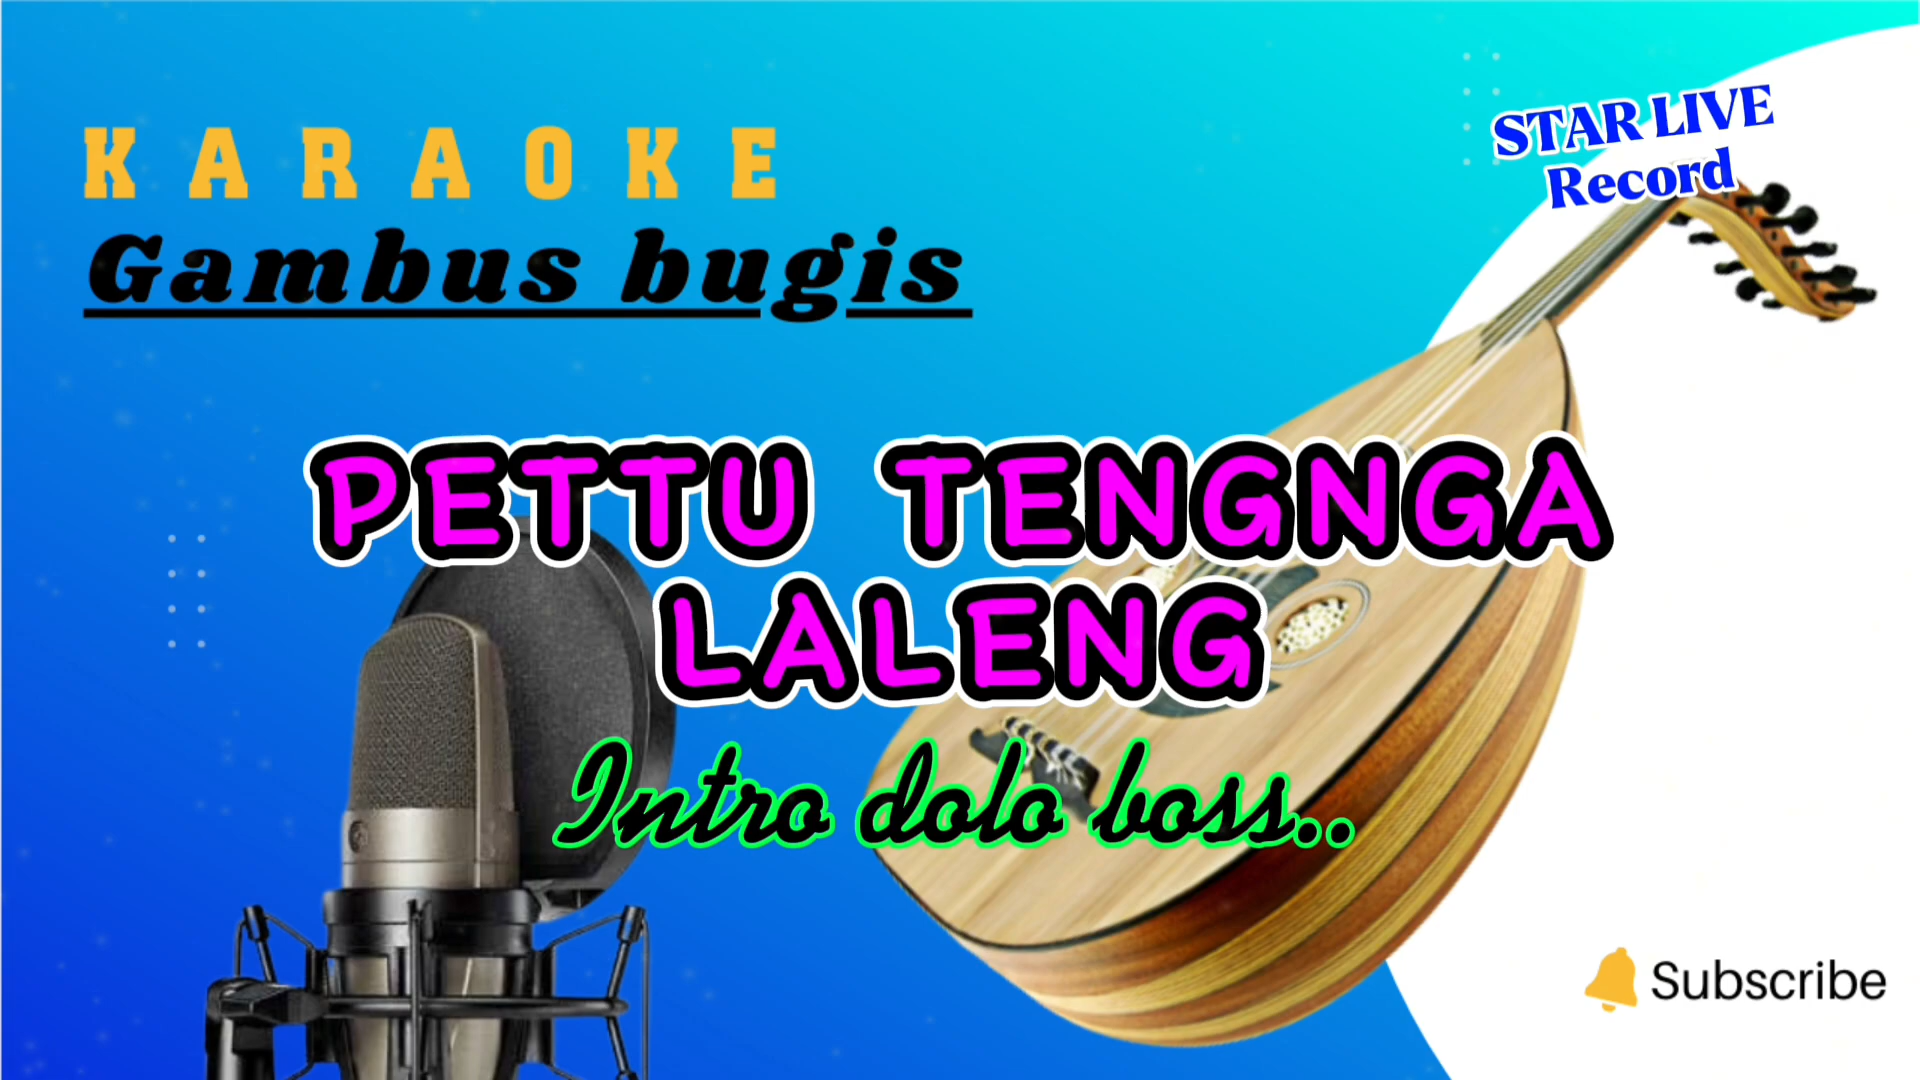 KARAOKE
Gambus bugis
STAR LIVE
Record
PETTU TENGNGA
LALENG
Intro dolo boss..
Subscribe